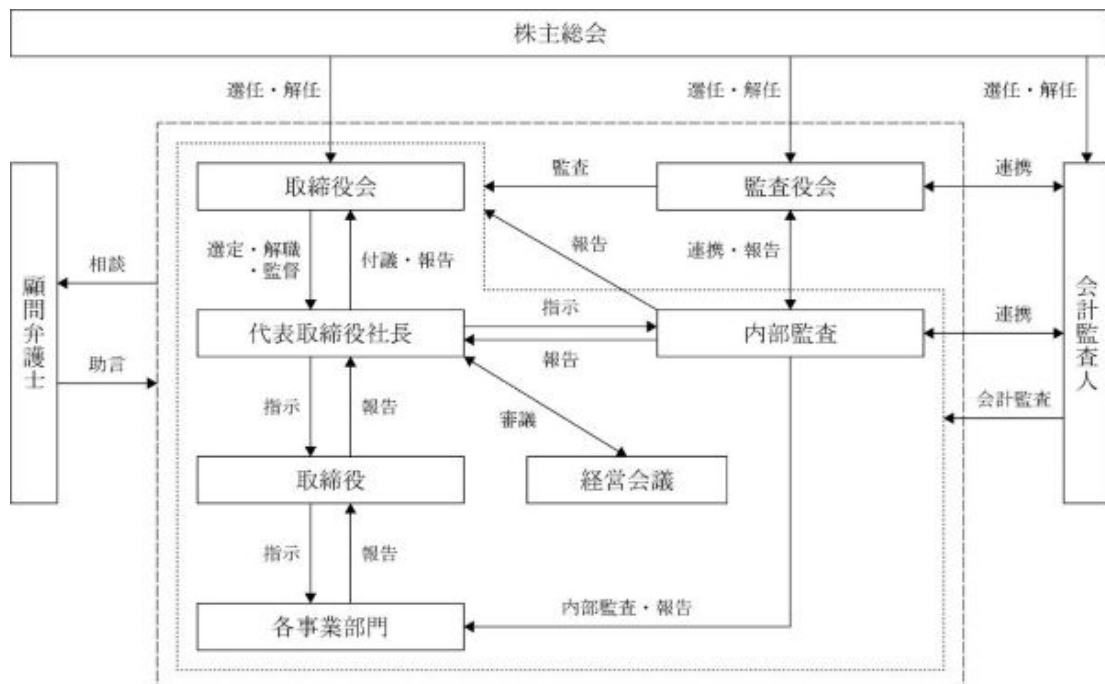 株主総会
選任・解任
選任・解任
選任・解任
取締役会
監査
監査役会
連携
選定・解職
・監督
付議・報告
報告
連携・報告
相談
顧問弁護士
助言
会計監査人
代表取締役社長
指示
報告
内部監査
連携
指示
報告
審議
会計監査
取締役
経営会議
指示
報告
内部監査・報告
各事業部門